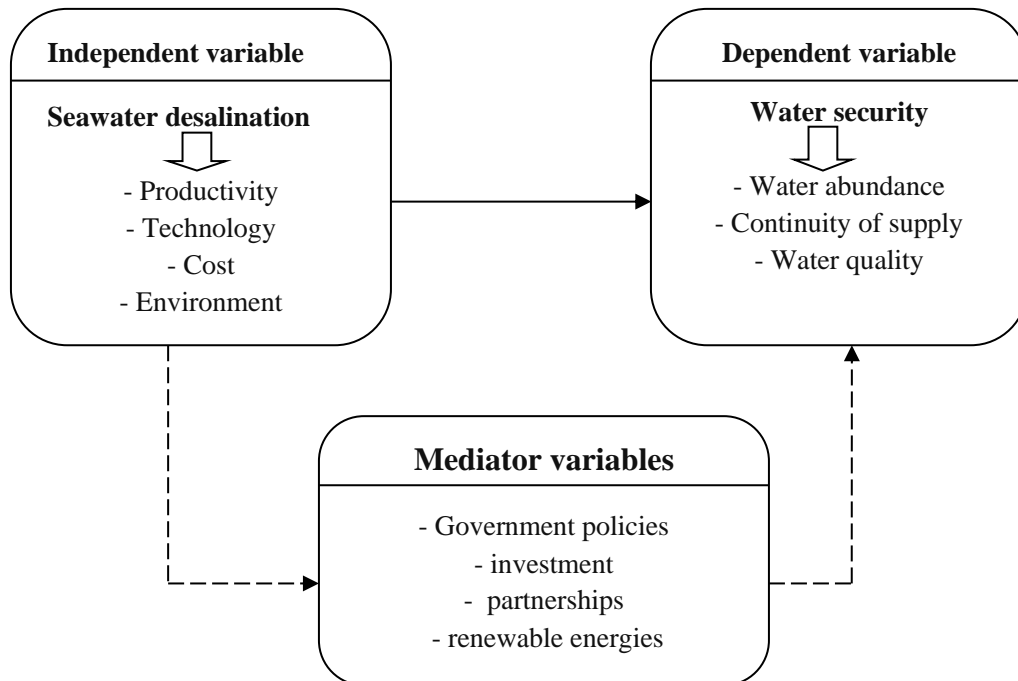 Independent variable
Seawater desalination
- Productivity
- Technology
- Cost
- Environment
Dependent variable
Water security
- Water abundance
- Continuity of supply
- Water quality
Mediator variables
- Government policies
- investment
- partnerships
- renewable energies